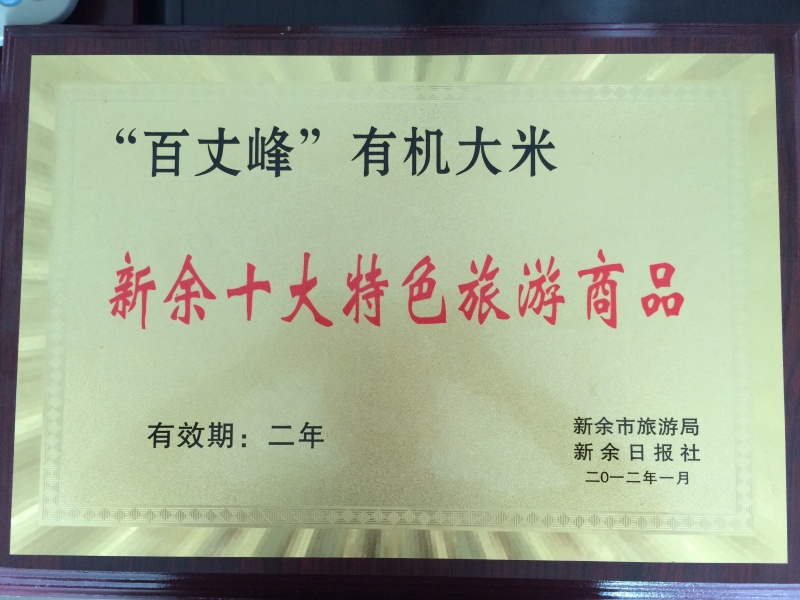 “百丈峰”有机大米
新余十大特色旅游商品
有效期：二年
新余市旅游局
新余日报社
二〇一二年一月